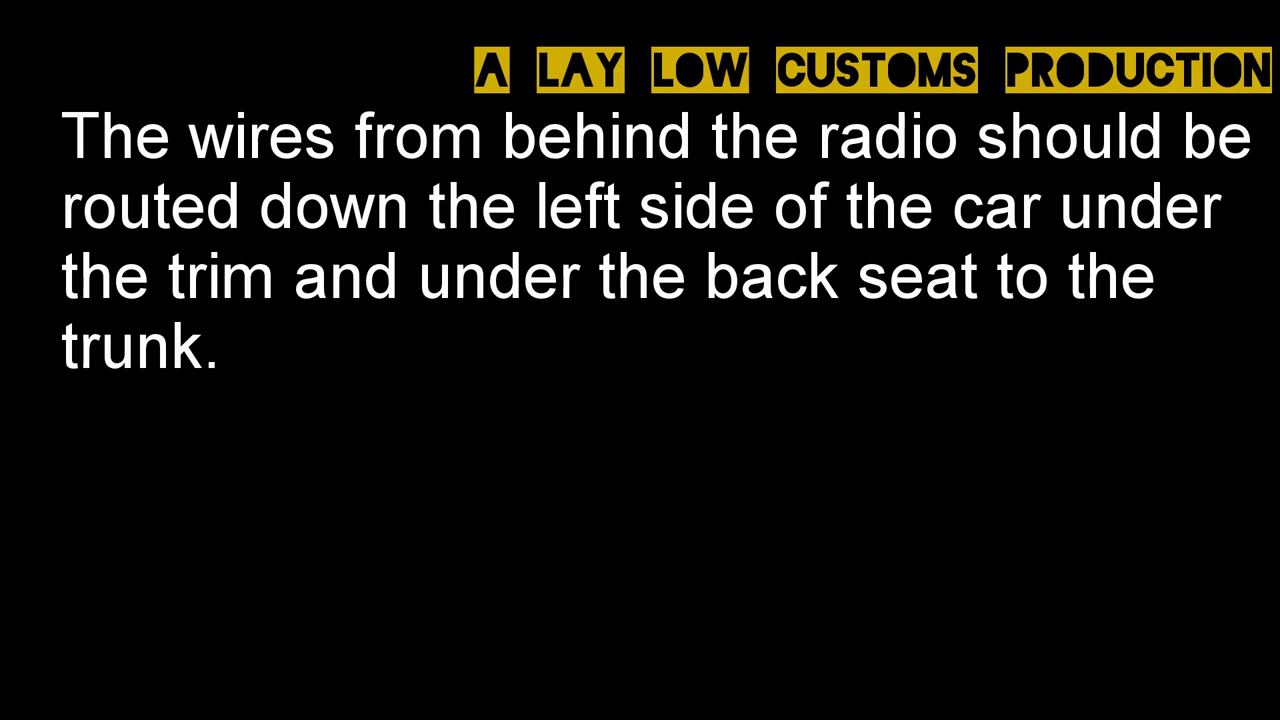 A LAY LOW CUSTOMS PRODUCTION
The wires from behind the radio should be
routed down the left side of the car under
the trim and under the back seat to the
trunk.